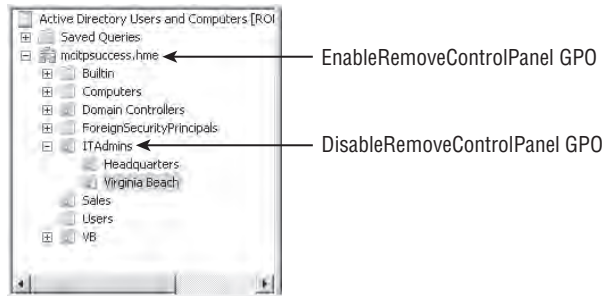 Active Directory Users and Computers [ROI
Saved Queries
mcitpsuccess.hme
EnableRemoveControlPanel GPO
Builtin
Computers
Domain Controllers
ForeignSecurityPrincipals
ITAdmins
DisableRemoveControlPanel GPO
Headquarters
Virginia Beach
Sales
Users
VB